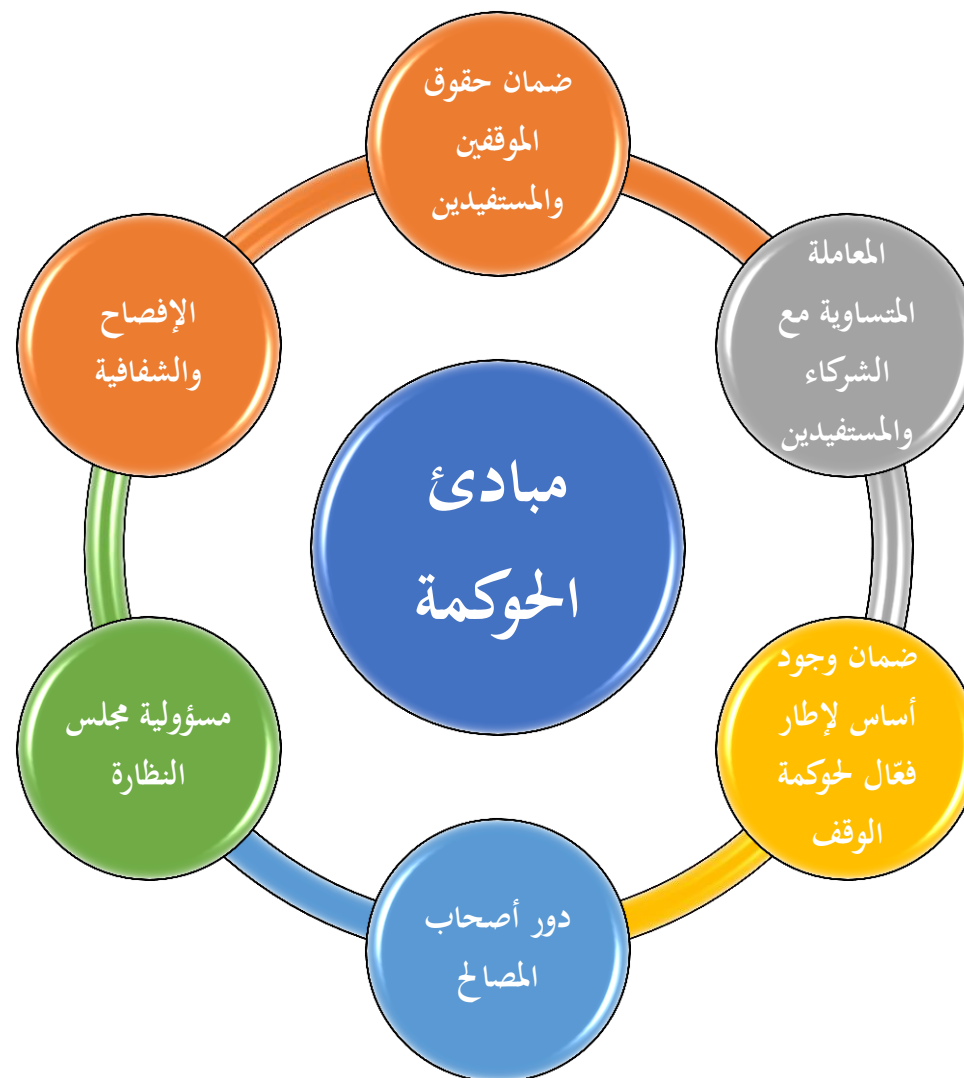 ضمان حقوق
الموقفين
والمستفيدين
المعاملة
المتساوية مع
الشركاء
والمستفيدين
الإفصاح
والشفافية
مبادئ
الحوكمة
ضمان وجود
أساس لإطار
فعّال لحوكمة
الوقف
مسؤولية مجلس
النظارة
دور أصحاب
المصالح